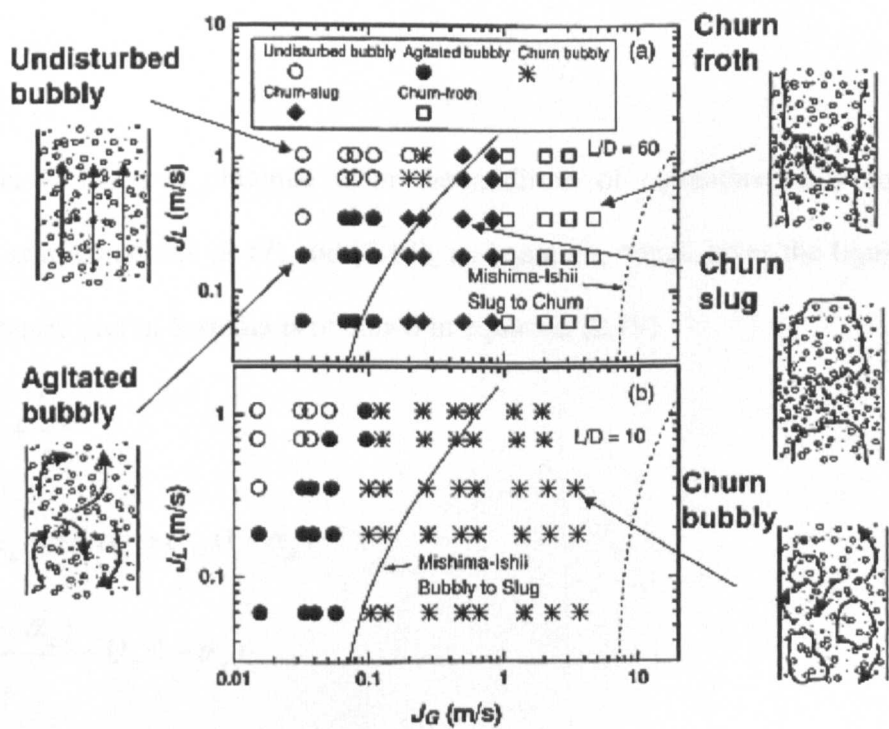 Undisturbed
bubbly
Agitated
bubbly
10
1
0.1
J_L (m/s)
(a)
Undisturbed bubbly Agitated bubbly Churn bubbly
Churn-slug Churn-froth
L/D = 60
Mishima-Ishii
Slug to Churn
1
0.1
J_L (m/s)
(b)
L/D = 10
Mishima-Ishii
Bubbly to Slug
0.01 0.1 1 10
J_G (m/s)
Churn
froth
Churn
slug
Churn
bubbly